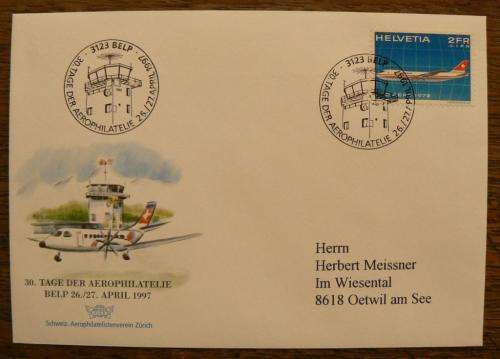 3123 BELP
30. TAGE DER AEROPHILATELIE
26./27. April 1997
HELVETIA 2FR
3123 BELP
30. TAGE DER AEROPHILATELIE
26./27. April 1997
30. TAGE DER AEROPHILATELIE
BELP 26./27. APRIL 1997
Schweiz. Aerophilatelistenverein Zürich
Herrn
Herbert Meissner
Im Wiesental
8618 Oetwil am See